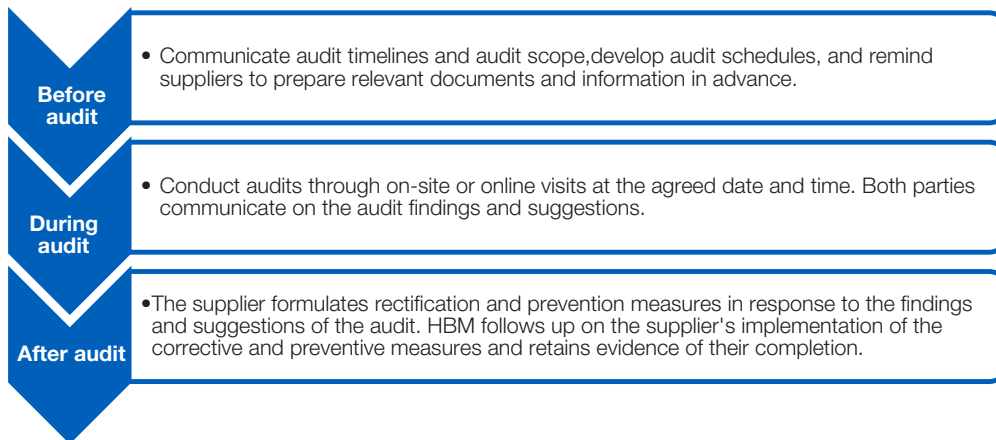 Before
audit
• Communicate audit timelines and audit scope,develop audit schedules, and remind
suppliers to prepare relevant documents and information in advance.
During
audit
• Conduct audits through on-site or online visits at the agreed date and time. Both parties
communicate on the audit findings and suggestions.
After audit
•The supplier formulates rectification and prevention measures in response to the findings
and suggestions of the audit. HBM follows up on the supplier's implementation of the
corrective and preventive measures and retains evidence of their completion.